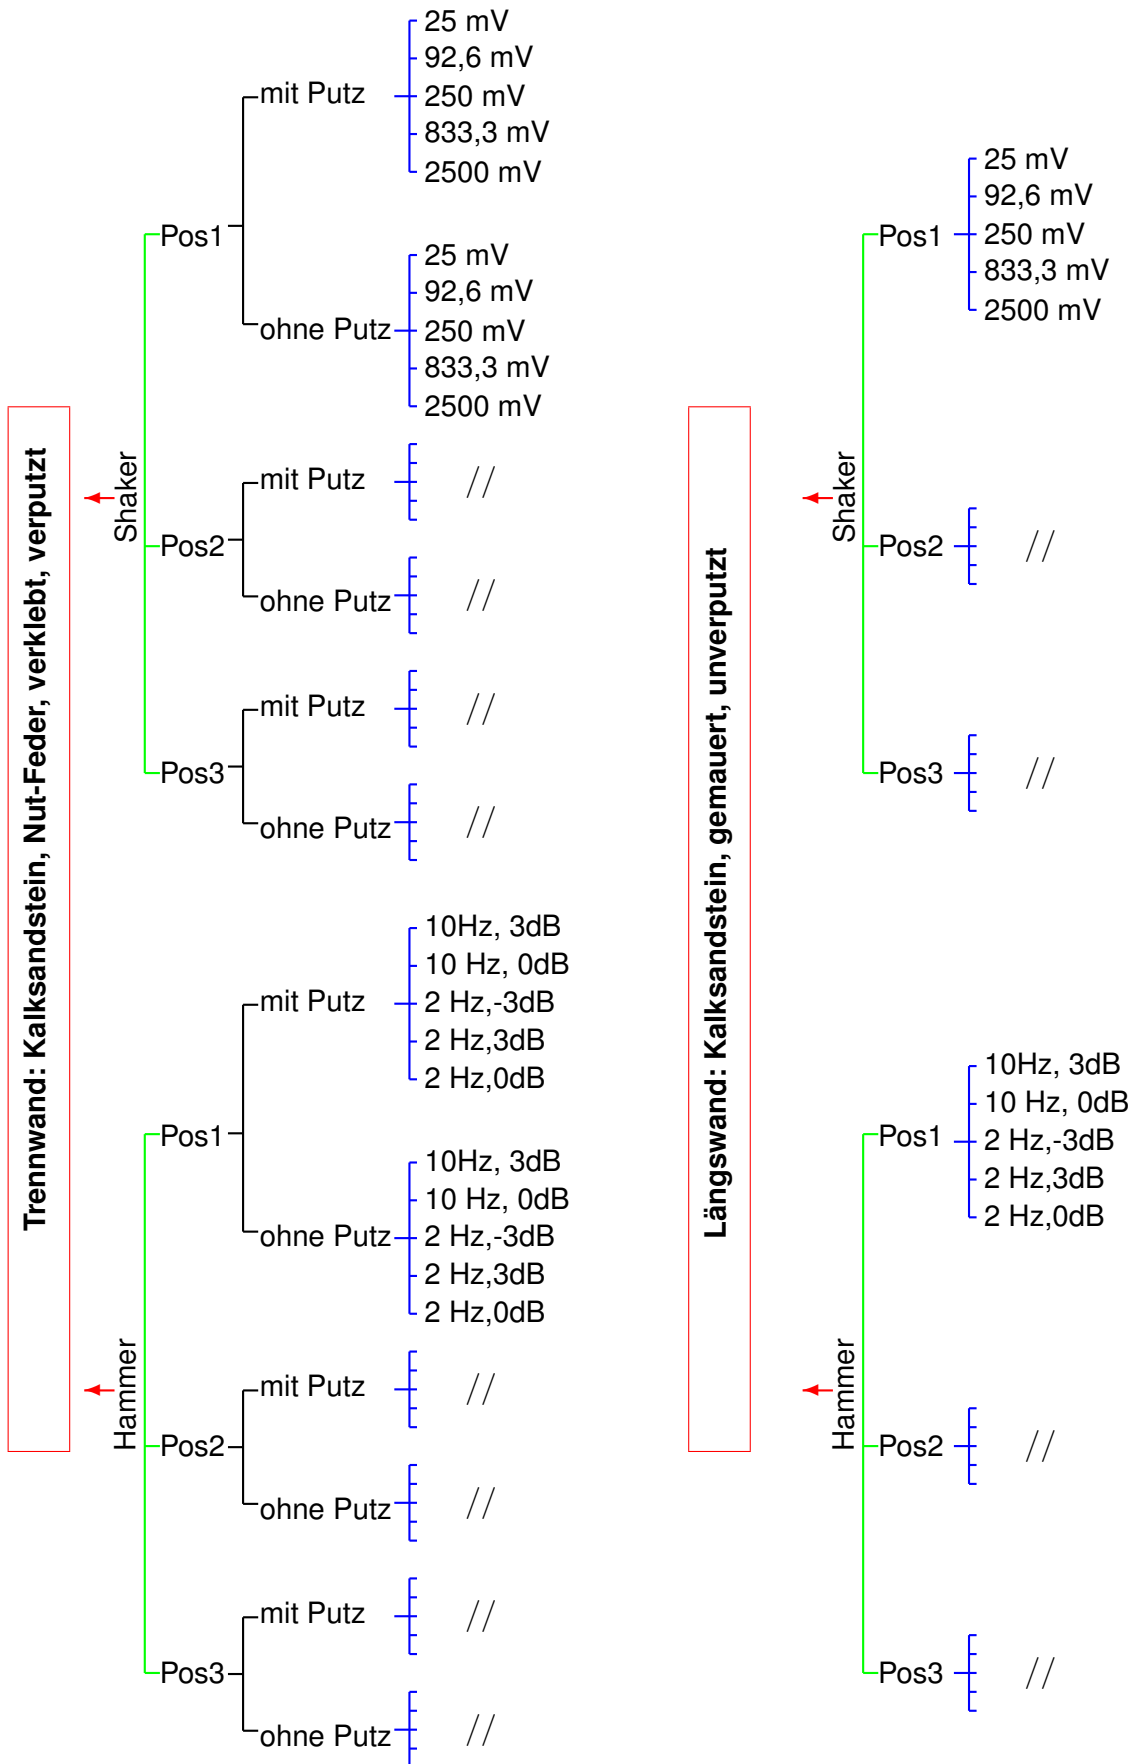 Trennwand: Kalksandstein, Nut-Feder, verklebt, verputzt
Shaker
Pos1
mit Putz
25 mV
92,6 mV
250 mV
833,3 mV
2500 mV
ohne Putz
25 mV
92,6 mV
250 mV
833,3 mV
2500 mV
Pos2
mit Putz
//
ohne Putz
//
Pos3
mit Putz
//
ohne Putz
//
Hammer
Pos1
mit Putz
10Hz, 3dB
10 Hz, 0dB
2 Hz,-3dB
2 Hz,3dB
2 Hz,0dB
ohne Putz
10Hz, 3dB
10 Hz, 0dB
2 Hz,-3dB
2 Hz,3dB
2 Hz,0dB
Pos2
mit Putz
//
ohne Putz
//
Pos3
mit Putz
//
ohne Putz
//
Längswand: Kalksandstein, gemauert, unverputzt
Shaker
Pos1
25 mV
92,6 mV
250 mV
833,3 mV
2500 mV
Pos2
//
Pos3
//
Hammer
Pos1
10Hz, 3dB
10 Hz, 0dB
2 Hz,-3dB
2 Hz,3dB
2 Hz,0dB
Pos2
//
Pos3
//